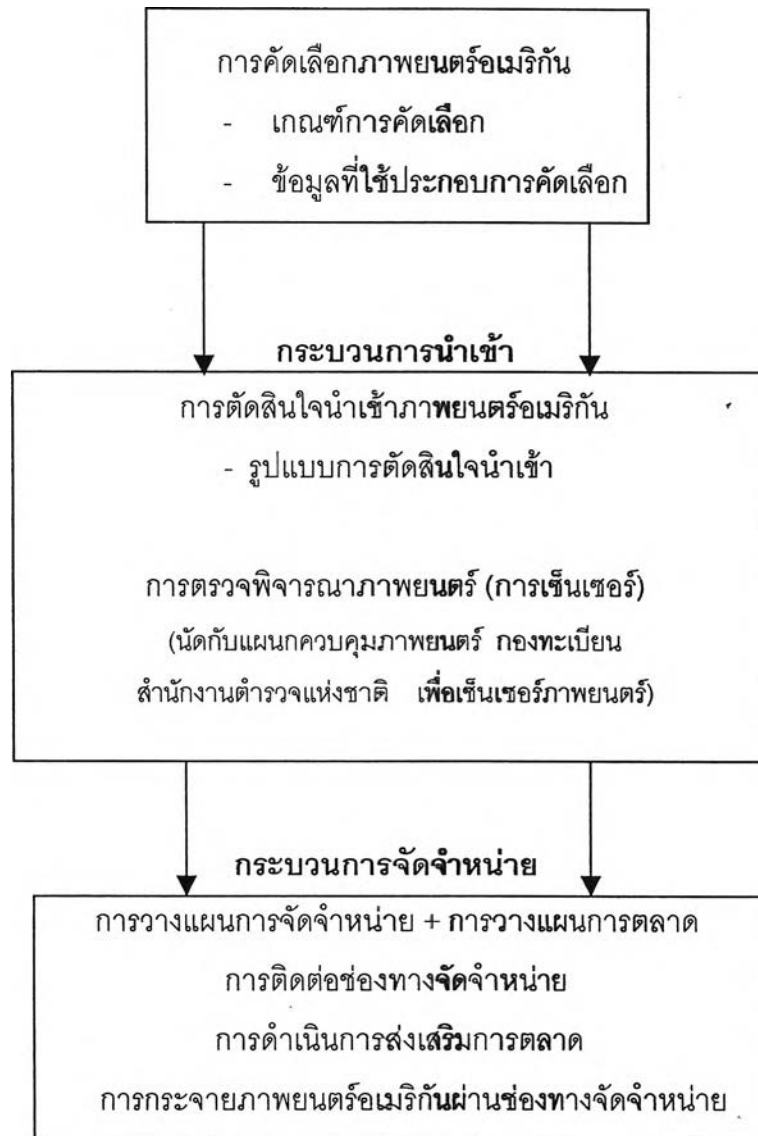 การคัดเลือกภาพยนตร์อเมริกัน
- เกณฑ์การคัดเลือก
- ข้อมูลที่ใช้ประกอบการคัดเลือก
กระบวนการนำเข้า
การตัดสินใจนำเข้าภาพยนตร์อเมริกัน
- รูปแบบการตัดสินใจนำเข้า
การตรวจพิจารณาภาพยนตร์ (การเซ็นเซอร์)
(นัดกับแผนกควบคุมภาพยนตร์ กองทะเบียน
สำนักงานตำรวจแห่งชาติ เพื่อเซ็นเซอร์ภาพยนตร์)
กระบวนการจัดจำหน่าย
การวางแผนการจัดจำหน่าย + การวางแผนการตลาด
การติดต่อช่องทางจัดจำหน่าย
การดำเนินการส่งเสริมการตลาด
การกระจายภาพยนตร์อเมริกันผ่านช่องทางจัดจำหน่าย